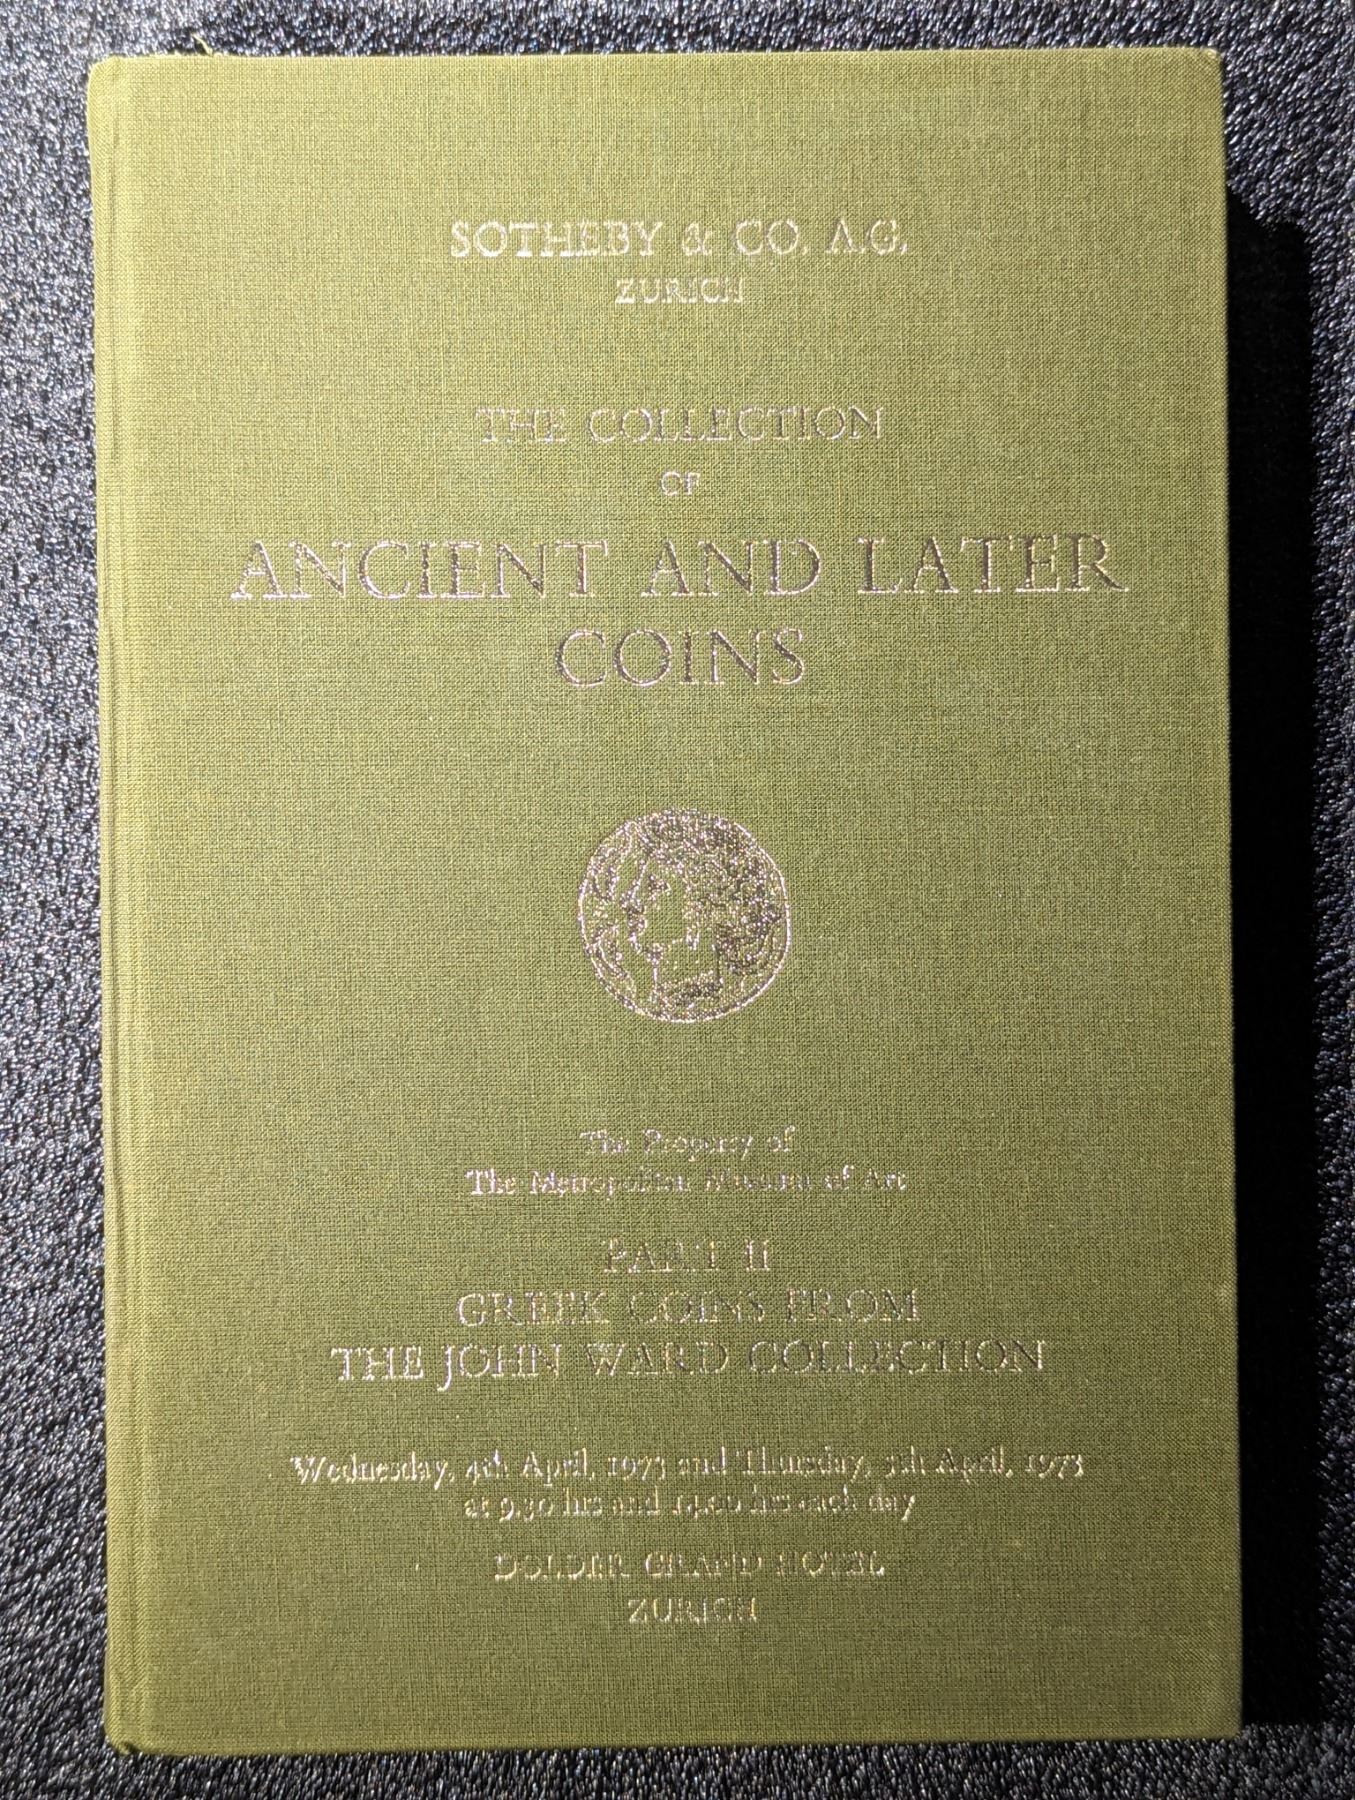 SOTHEBY & CO. A.G.
ZURICH
THE COLLECTION
OF
ANCIENT AND LATER
COINS
The Property of
The Metropolitan Museum of Art
PART II
GREEK COINS FROM
THE JOHN WARD COLLECTION
Wednesday, 4th April, 1973 and Thursday, 5th April, 1973
at 9.30 hrs and 14.00 hrs each day
DOLDER GRAND HOTEL
ZURICH